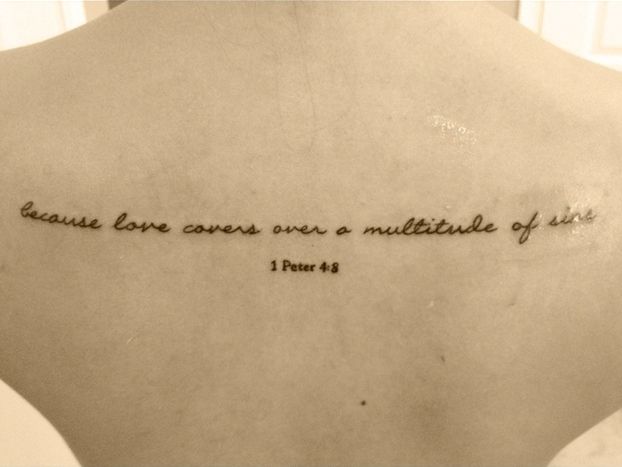 because love covers over a multitude of sins
1 Peter 4:8